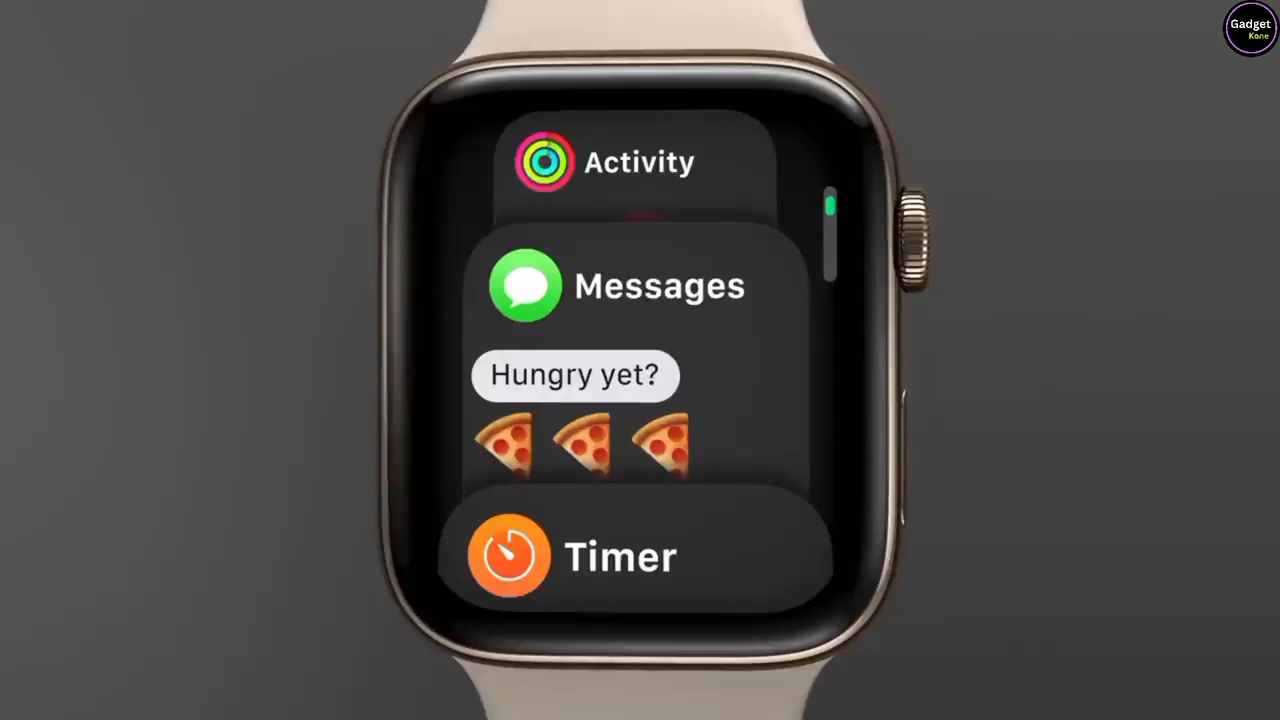 Gadget
Kone
Activity
Messages
Hungry yet?
Timer